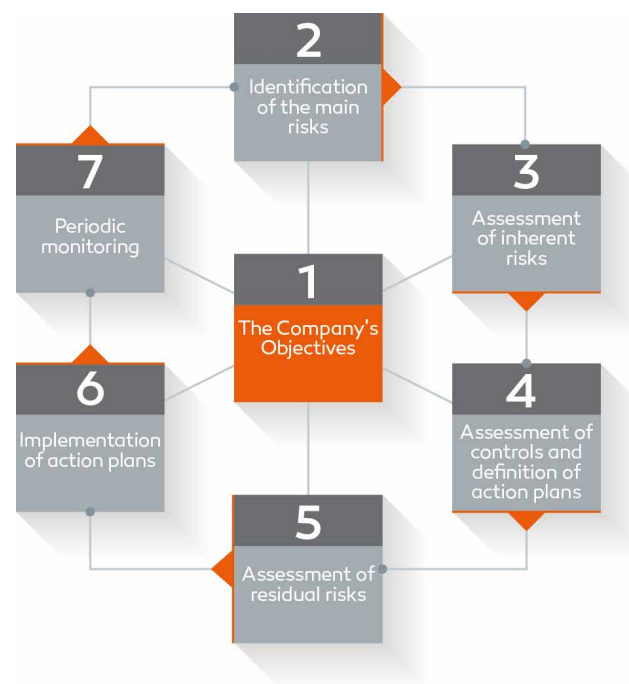 1
The Company's
Objectives
2
Identification
of the main
risks
3
Assessment
of inherent
risks
4
Assessment of
controls and
definition of
action plans
5
Assessment of
residual risks
6
Implementation
of action plans
7
Periodic
monitoring